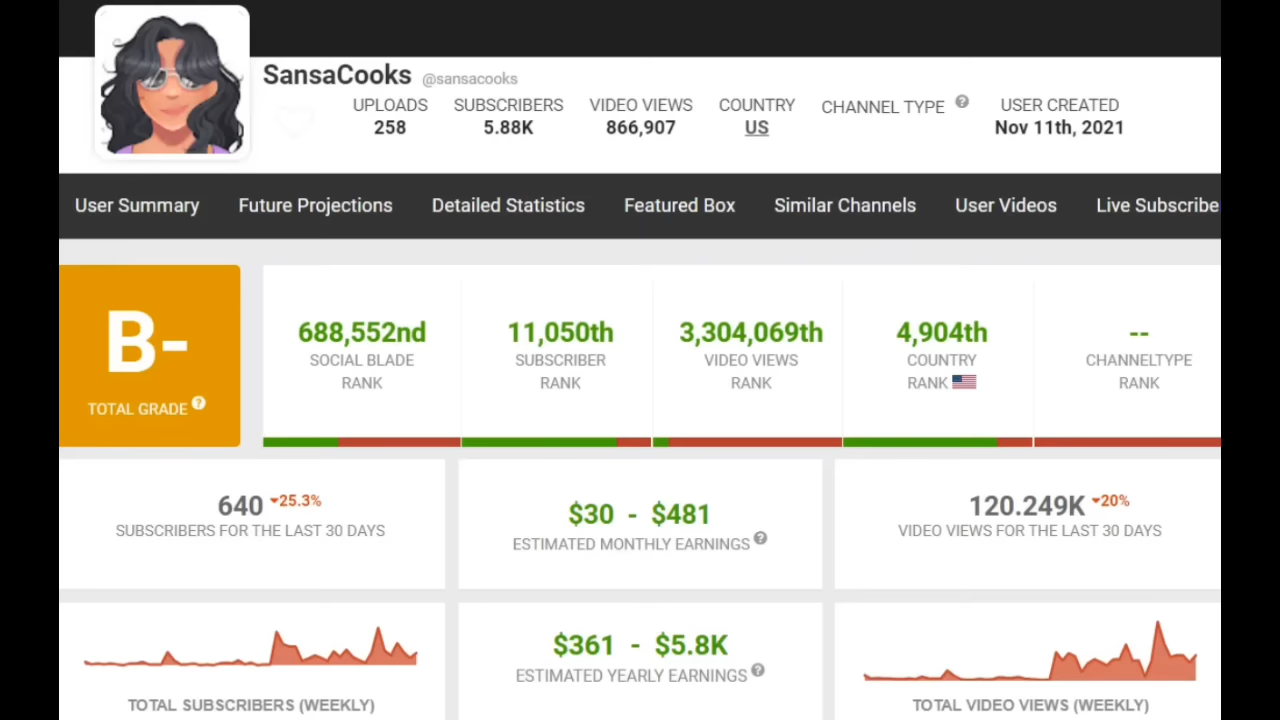 SansaCooks @sansacooks
UPLOADS SUBSCRIBERS VIDEO VIEWS COUNTRY CHANNEL TYPE ? USER CREATED
258 5.88K 866,907 US Nov 11th, 2021
User Summary Future Projections Detailed Statistics Featured Box Similar Channels User Videos Live Subscribe
B-
TOTAL GRADE ?
688,552nd 11,050th 3,304,069th 4,904th --
SOCIAL BLADE SUBSCRIBER VIDEO VIEWS COUNTRY CHANNELTYPE
RANK RANK RANK RANK RANK
640 25.3% $30 - $481 120.249K 20%
SUBSCRIBERS FOR THE LAST 30 DAYS ESTIMATED MONTHLY EARNINGS ? VIDEO VIEWS FOR THE LAST 30 DAYS
$361 - $5.8K
ESTIMATED YEARLY EARNINGS ?
TOTAL SUBSCRIBERS (WEEKLY) TOTAL VIDEO VIEWS (WEEKLY)